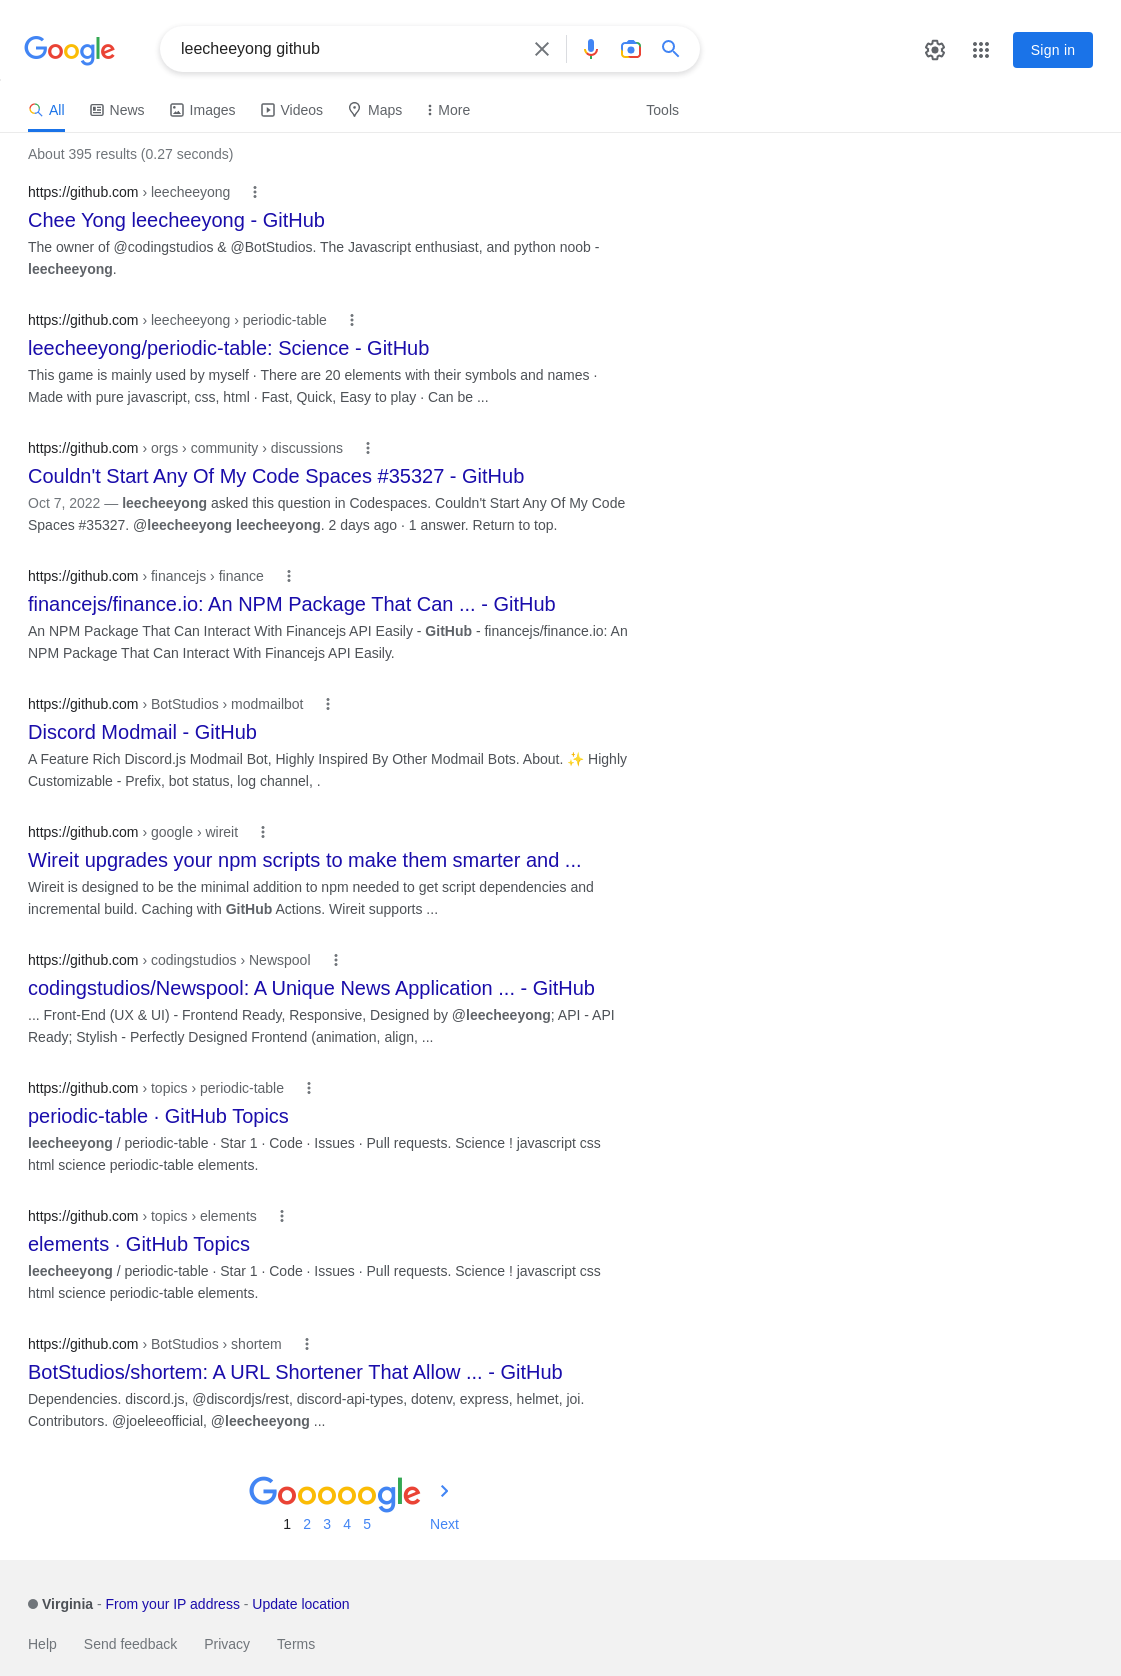 Google
leecheeyong github
Sign in
All News Images Videos Maps More Tools
About 395 results (0.27 seconds)
https://github.com › leecheeyong
Chee Yong leecheeyong - GitHub
The owner of @codingstudios & @BotStudios. The Javascript enthusiast, and python noob -
leecheeyong.
https://github.com › leecheeyong › periodic-table
leecheeyong/periodic-table: Science - GitHub
This game is mainly used by myself · There are 20 elements with their symbols and names ·
Made with pure javascript, css, html · Fast, Quick, Easy to play · Can be ...
https://github.com › orgs › community › discussions
Couldn't Start Any Of My Code Spaces #35327 - GitHub
Oct 7, 2022 — leecheeyong asked this question in Codespaces. Couldn't Start Any Of My Code
Spaces #35327. @leecheeyong leecheeyong. 2 days ago · 1 answer. Return to top.
https://github.com › financejs › finance
financejs/finance.io: An NPM Package That Can ... - GitHub
An NPM Package That Can Interact With Financejs API Easily - GitHub - financejs/finance.io: An
NPM Package That Can Interact With Financejs API Easily.
https://github.com › BotStudios › modmailbot
Discord Modmail - GitHub
A Feature Rich Discord.js Modmail Bot, Highly Inspired By Other Modmail Bots. About. ✨ Highly
Customizable - Prefix, bot status, log channel, .
https://github.com › google › wireit
Wireit upgrades your npm scripts to make them smarter and ...
Wireit is designed to be the minimal addition to npm needed to get script dependencies and
incremental build. Caching with GitHub Actions. Wireit supports ...
https://github.com › codingstudios › Newspool
codingstudios/Newspool: A Unique News Application ... - GitHub
... Front-End (UX & UI) - Frontend Ready, Responsive, Designed by @leecheeyong; API - API
Ready; Stylish - Perfectly Designed Frontend (animation, align, ...
https://github.com › topics › periodic-table
periodic-table · GitHub Topics
leecheeyong / periodic-table · Star 1 · Code · Issues · Pull requests. Science ! javascript css
html science periodic-table elements.
https://github.com › topics › elements
elements · GitHub Topics
leecheeyong / periodic-table · Star 1 · Code · Issues · Pull requests. Science ! javascript css
html science periodic-table elements.
https://github.com › BotStudios › shortem
BotStudios/shortem: A URL Shortener That Allow ... - GitHub
Dependencies. discord.js, @discordjs/rest, discord-api-types, dotenv, express, helmet, joi.
Contributors. @joeleeofficial, @leecheeyong ...
Gooooogle
1 2 3 4 5 Next
Virginia - From your IP address - Update location
Help Send feedback Privacy Terms